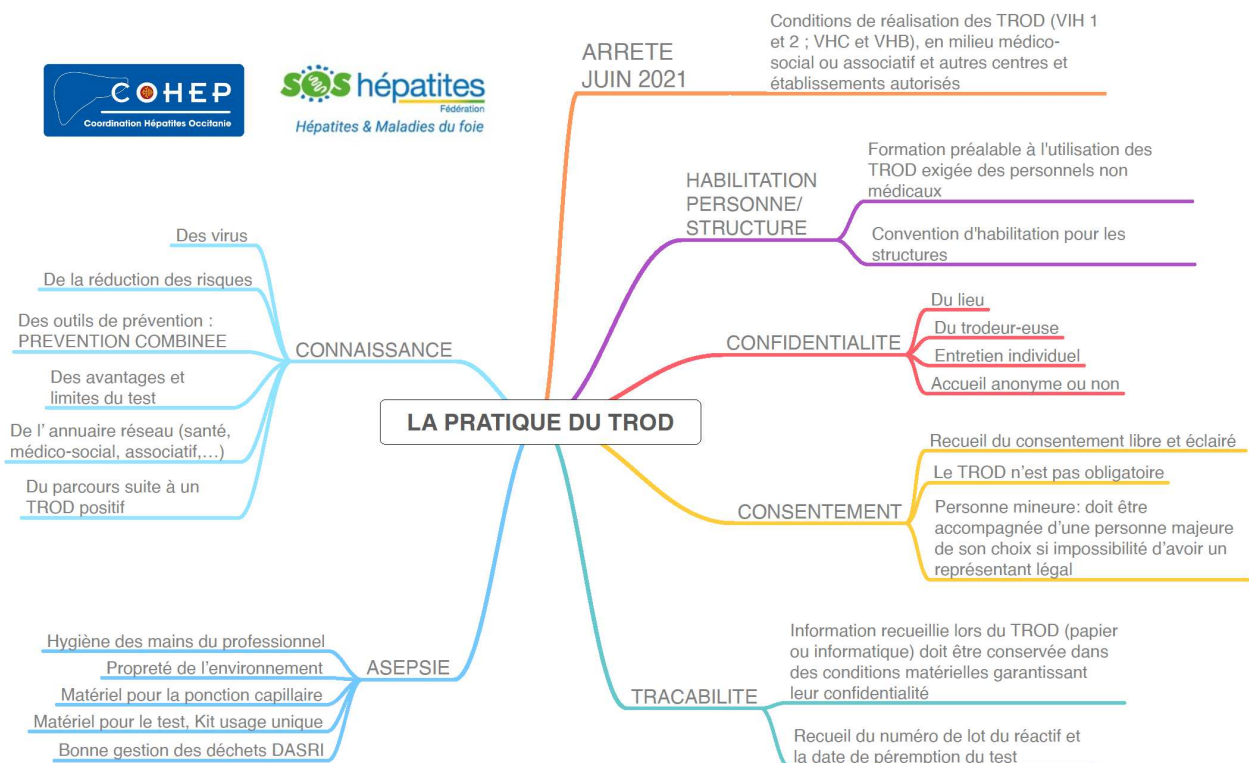 COHEP
Coordination Hépatites Occitanie
SOS hépatites
Fédération
Hépatites & Maladies du foie
ARRETE
JUIN 2021
Conditions de réalisation des TROD (VIH 1
et 2 ; VHC et VHB), en milieu médico-
social ou associatif et autres centres et
établissements autorisés
HABILITATION
PERSONNE/
STRUCTURE
Formation préalable à l'utilisation des
TROD exigée des personnels non
médicaux
Convention d'habilitation pour les
structures
CONFIDENTIALITE
Du lieu
Du trodeur-euse
Entretien individuel
Accueil anonyme ou non
LA PRATIQUE DU TROD
CONSENTEMENT
Recueil du consentement libre et éclairé
Le TROD n’est pas obligatoire
Personne mineure: doit être
accompagnée d’une personne majeure
de son choix si impossibilité d’avoir un
représentant légal
TRACABILITE
Information recueillie lors du TROD (papier
ou informatique) doit être conservée dans
des conditions matérielles garantissant
leur confidentialité
Recueil du numéro de lot du réactif et
la date de péremption du test
CONNAISSANCE
Des virus
De la réduction des risques
Des outils de prévention :
PREVENTION COMBINEE
Des avantages et
limites du test
De l’ annuaire réseau (santé,
médico-social, associatif,…)
Du parcours suite à un
TROD positif
ASEPSIE
Hygiène des mains du professionnel
Propreté de l’environnement
Matériel pour la ponction capillaire
Matériel pour le test, Kit usage unique
Bonne gestion des déchets DASRI